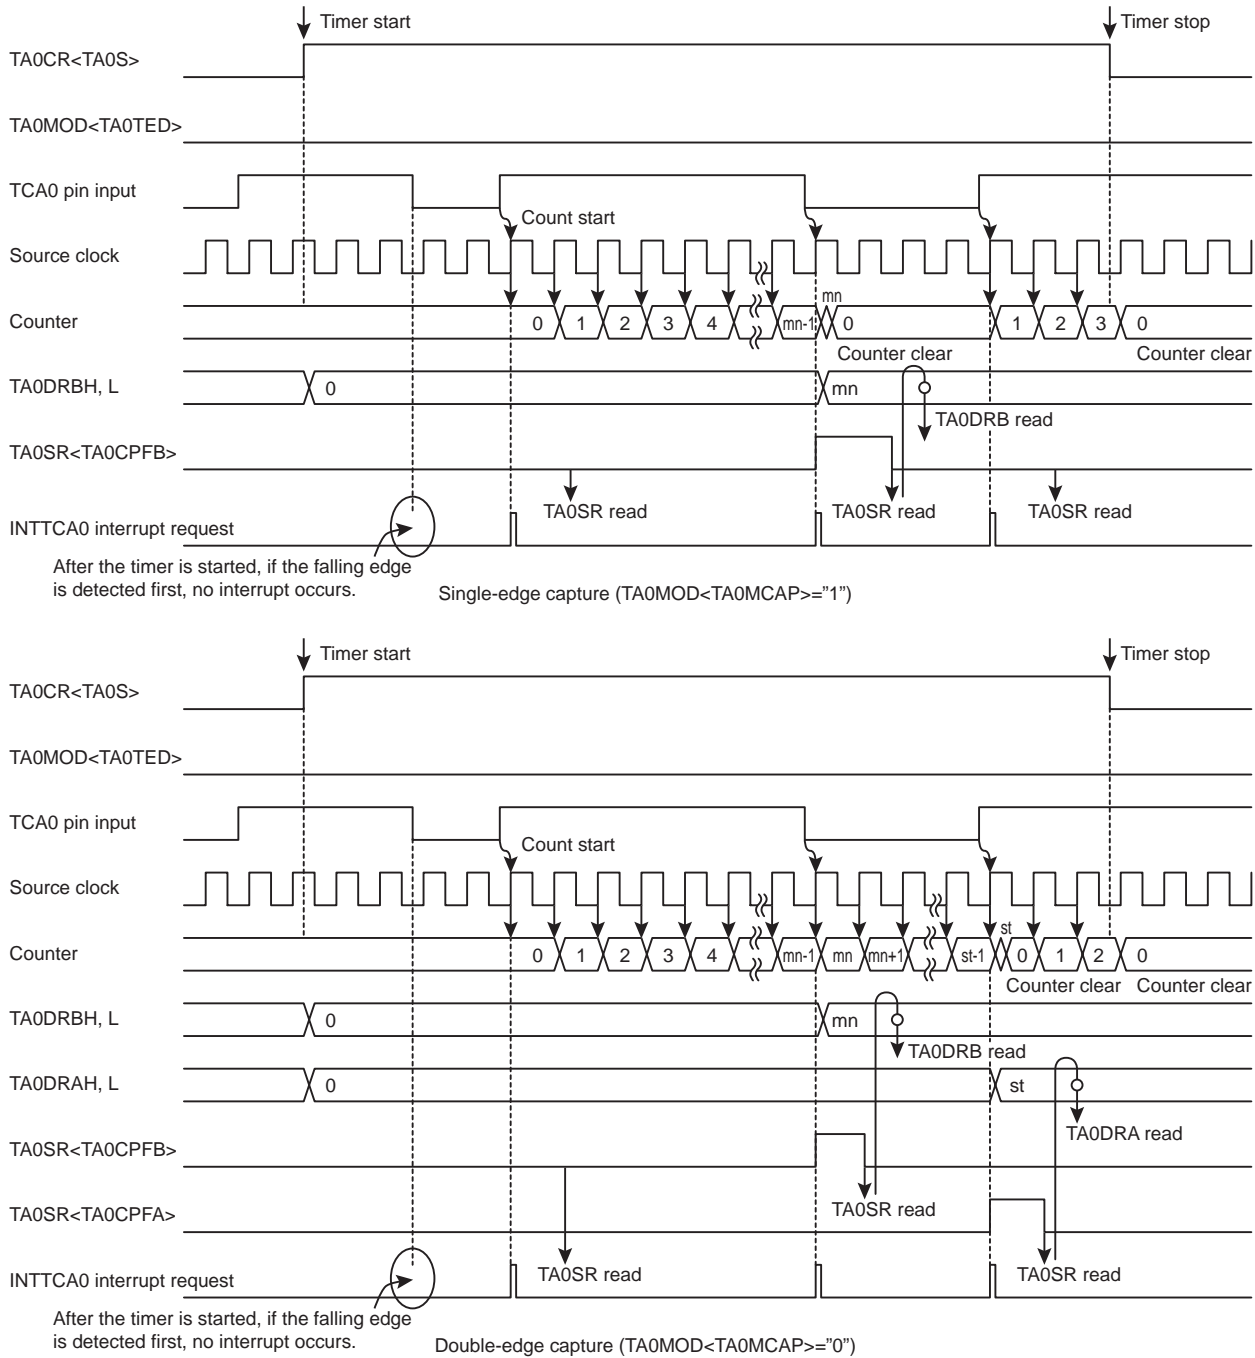 Timer start
Timer stop
TA0CR<TA0S>
TA0MOD<TA0TED>
TCA0 pin input
Count start
Source clock
Counter
0 1 2 3 4 mn-1 mn 0 1 2 3 0
Counter clear
Counter clear
TA0DRBH, L
0
mn
TA0DRB read
TA0SR<TA0CPFB>
TA0SR read
TA0SR read
TA0SR read
INTTCA0 interrupt request
After the timer is started, if the falling edge
is detected first, no interrupt occurs.
Single-edge capture (TA0MOD<TA0MCAP>="1")
Timer start
Timer stop
TA0CR<TA0S>
TA0MOD<TA0TED>
TCA0 pin input
Count start
Source clock
Counter
0 1 2 3 4 mn-1 mn mn+1 st-1 st 0 1 2 0
Counter clear
Counter clear
TA0DRBH, L
0
mn
TA0DRB read
TA0DRAH, L
0
st
TA0DRA read
TA0SR<TA0CPFB>
TA0SR read
TA0SR<TA0CPFA>
TA0SR read
TA0SR read
INTTCA0 interrupt request
After the timer is started, if the falling edge
is detected first, no interrupt occurs.
Double-edge capture (TA0MOD<TA0MCAP>="0")